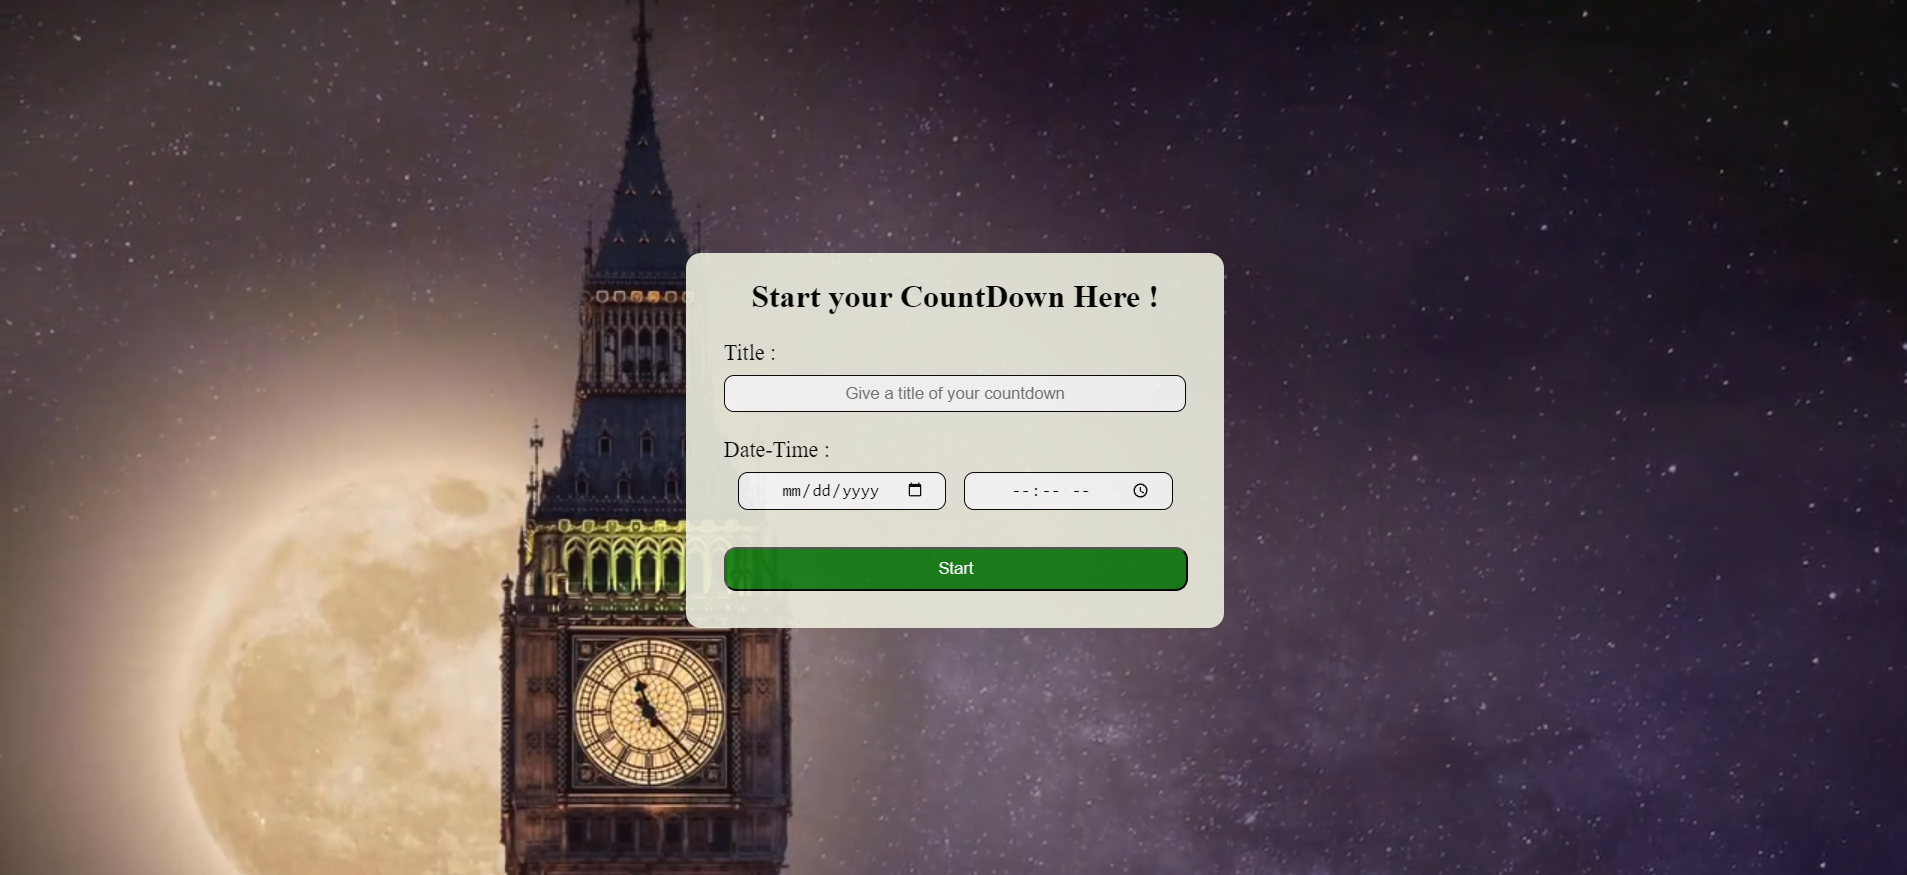 Start your CountDown Here !
Title :
Give a title of your countdown
Date-Time :
mm/dd/yyyy
--:-- --
Start